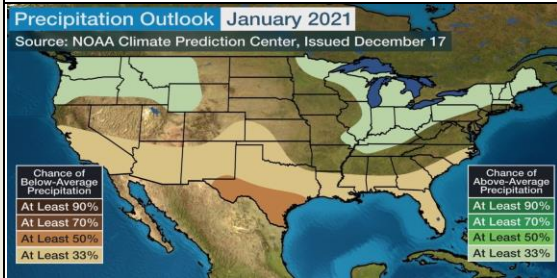 Precipitation Outlook January 2021
Source: NOAA Climate Prediction Center, Issued December 17
Chance of
Below-Average
Precipitation
At Least 90%
At Least 70%
At Least 50%
At Least 33%
Chance of
Above-Average
Precipitation
At Least 90%
At Least 70%
At Least 50%
At Least 33%